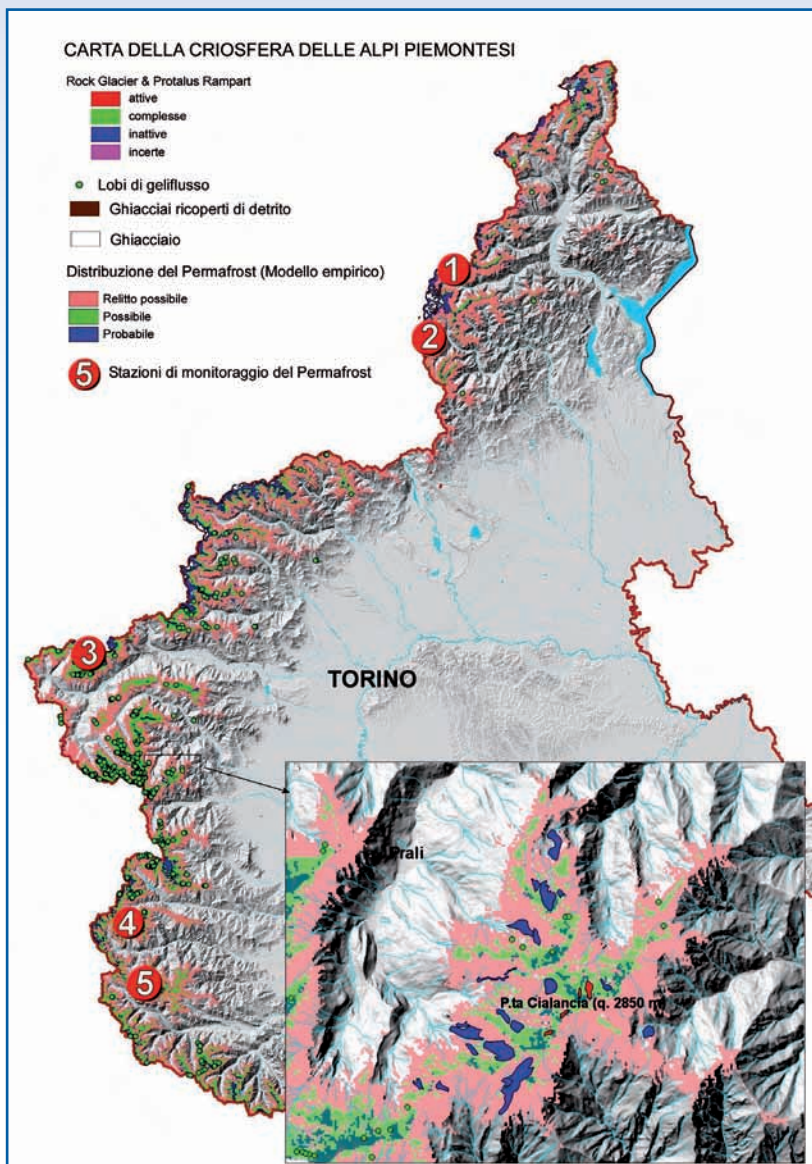 CARTA DELLA CRIOSFERA DELLE ALPI PIEMONTESI
Rock Glacier & Protalus Rampart
attive
complesse
inattive
incerte
Lobi di geliflusso
Ghiacciai ricoperti di detrito
Ghiacciaio
Distribuzione del Permafrost (Modello empirico)
Relitto possibile
Possibile
Probabile
5 Stazioni di monitoraggio del Permafrost
1
2
3
TORINO
4
5
Prali
P.ta Cialancia (q. 2850 m)